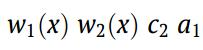 w₁(x) w₂(x) c₂ a₁